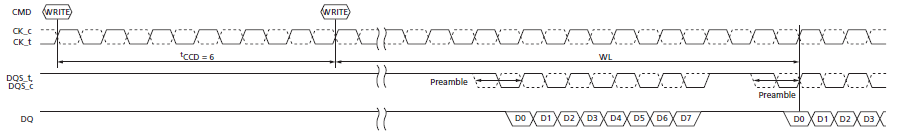 CMD WRITE WRITE
CK_c
CK_t
tCCD = 6 WL
DQS_t,
DQS_c
Preamble Preamble
DQ D0 D1 D2 D3 D4 D5 D6 D7 D0 D1 D2 D3